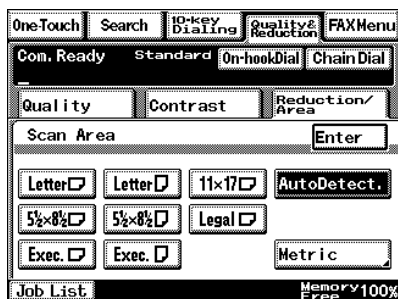 One-Touch Search 10-key Dialing Quality& Reduction FAXMenu
Com. Ready Standard On-hookDial Chain Dial
Quality Contrast Reduction/ Area
Scan Area Enter
Letter Letter 11×17 AutoDetect.
5½×8½ 5½×8½ Legal
Exec. Exec. Metric
Job List Memory Free 100%